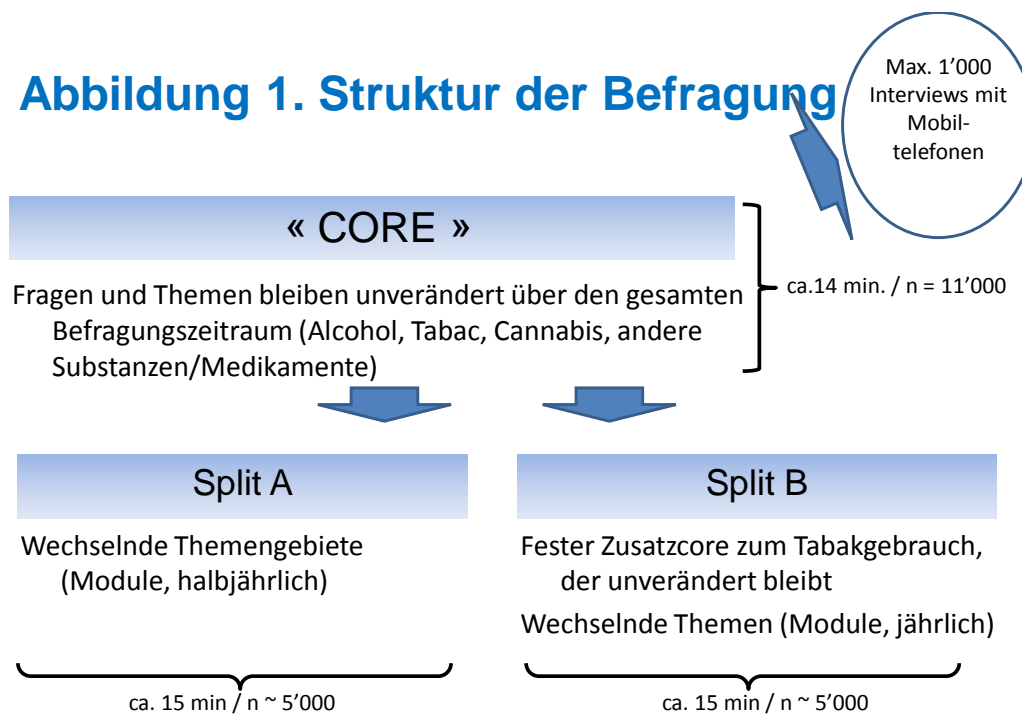 Abbildung 1. Struktur der Befragung
Max. 1’000
Interviews mit
Mobil-
telefonen
« CORE »
Fragen und Themen bleiben unverändert über den gesamten
Befragungszeitraum (Alcohol, Tabac, Cannabis, andere
Substanzen/Medikamente)
ca.14 min. / n = 11’000
Split A
Wechselnde Themengebiete
(Module, halbjährlich)
ca. 15 min / n ~ 5’000
Split B
Fester Zusatzcore zum Tabakgebrauch,
der unverändert bleibt
Wechselnde Themen (Module, jährlich)
ca. 15 min / n ~ 5’000